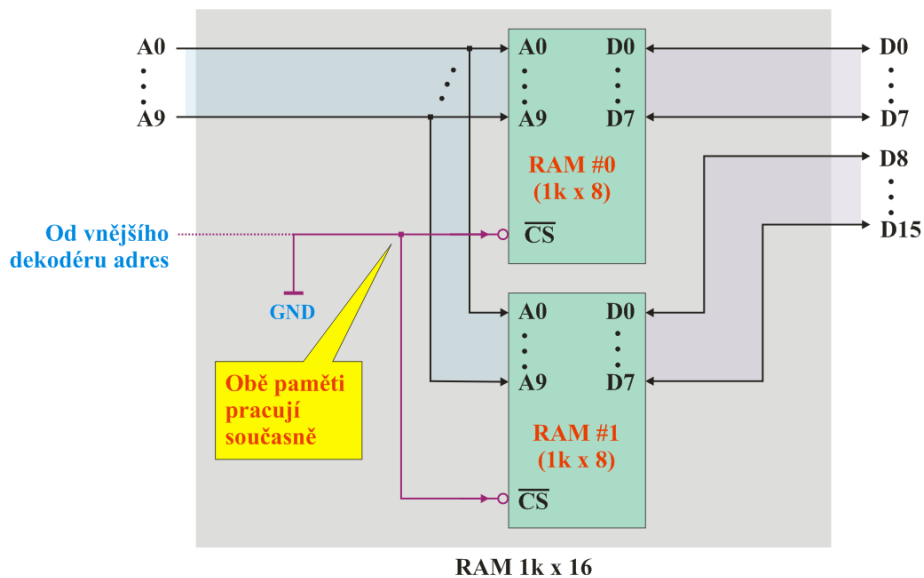 A0
A9
A0
A9
D0
D7
RAM #0
(1k x 8)
CS
D0
D7
D8
D15
Od vnějšího
dekodéru adres
GND
Obě paměti
pracují
současně
A0
A9
D0
D7
RAM #1
(1k x 8)
CS
RAM 1k x 16